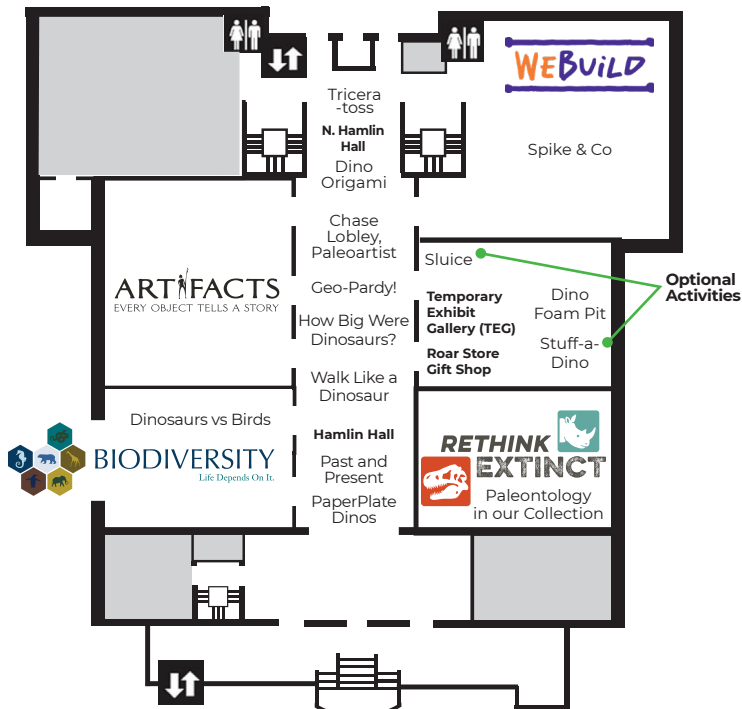 WEBUiLD
Tricera
-toss
N. Hamlin
Hall
Dino
Origami
Spike & Co
Chase
Lobley,
Paleoartist
Sluice
Optional
Activities
ARTIFACTS
EVERY OBJECT TELLS A STORY
Geo-Pardy!
Temporary
Exhibit
Gallery (TEG)
Dino
Foam Pit
How Big Were
Dinosaurs?
Roar Store
Gift Shop
Stuff-a-
Dino
Walk Like a
Dinosaur
Dinosaurs vs Birds
Hamlin Hall
BIODIVERSITY
Life Depends On It.
RETHINK
EXTINCT
Past and
Present
Paleontology
in our Collection
PaperPlate
Dinos